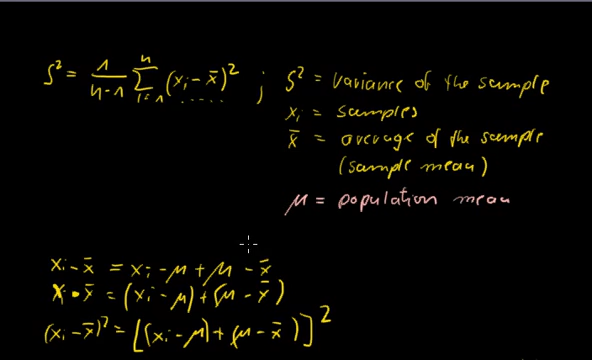 S² = 1/(n-1) ∑_{i=1}^{n} (xᵢ - x̄)² ; S² = variance of the sample
xᵢ = samples
x̄ = average of the sample
(sample mean)
μ = population mean
xᵢ - x̄ = xᵢ - μ + μ - x̄
xᵢ - x̄ = (xᵢ - μ) + (μ - x̄)
(xᵢ - x̄)² = [(xᵢ - μ) + (μ - x̄)]²